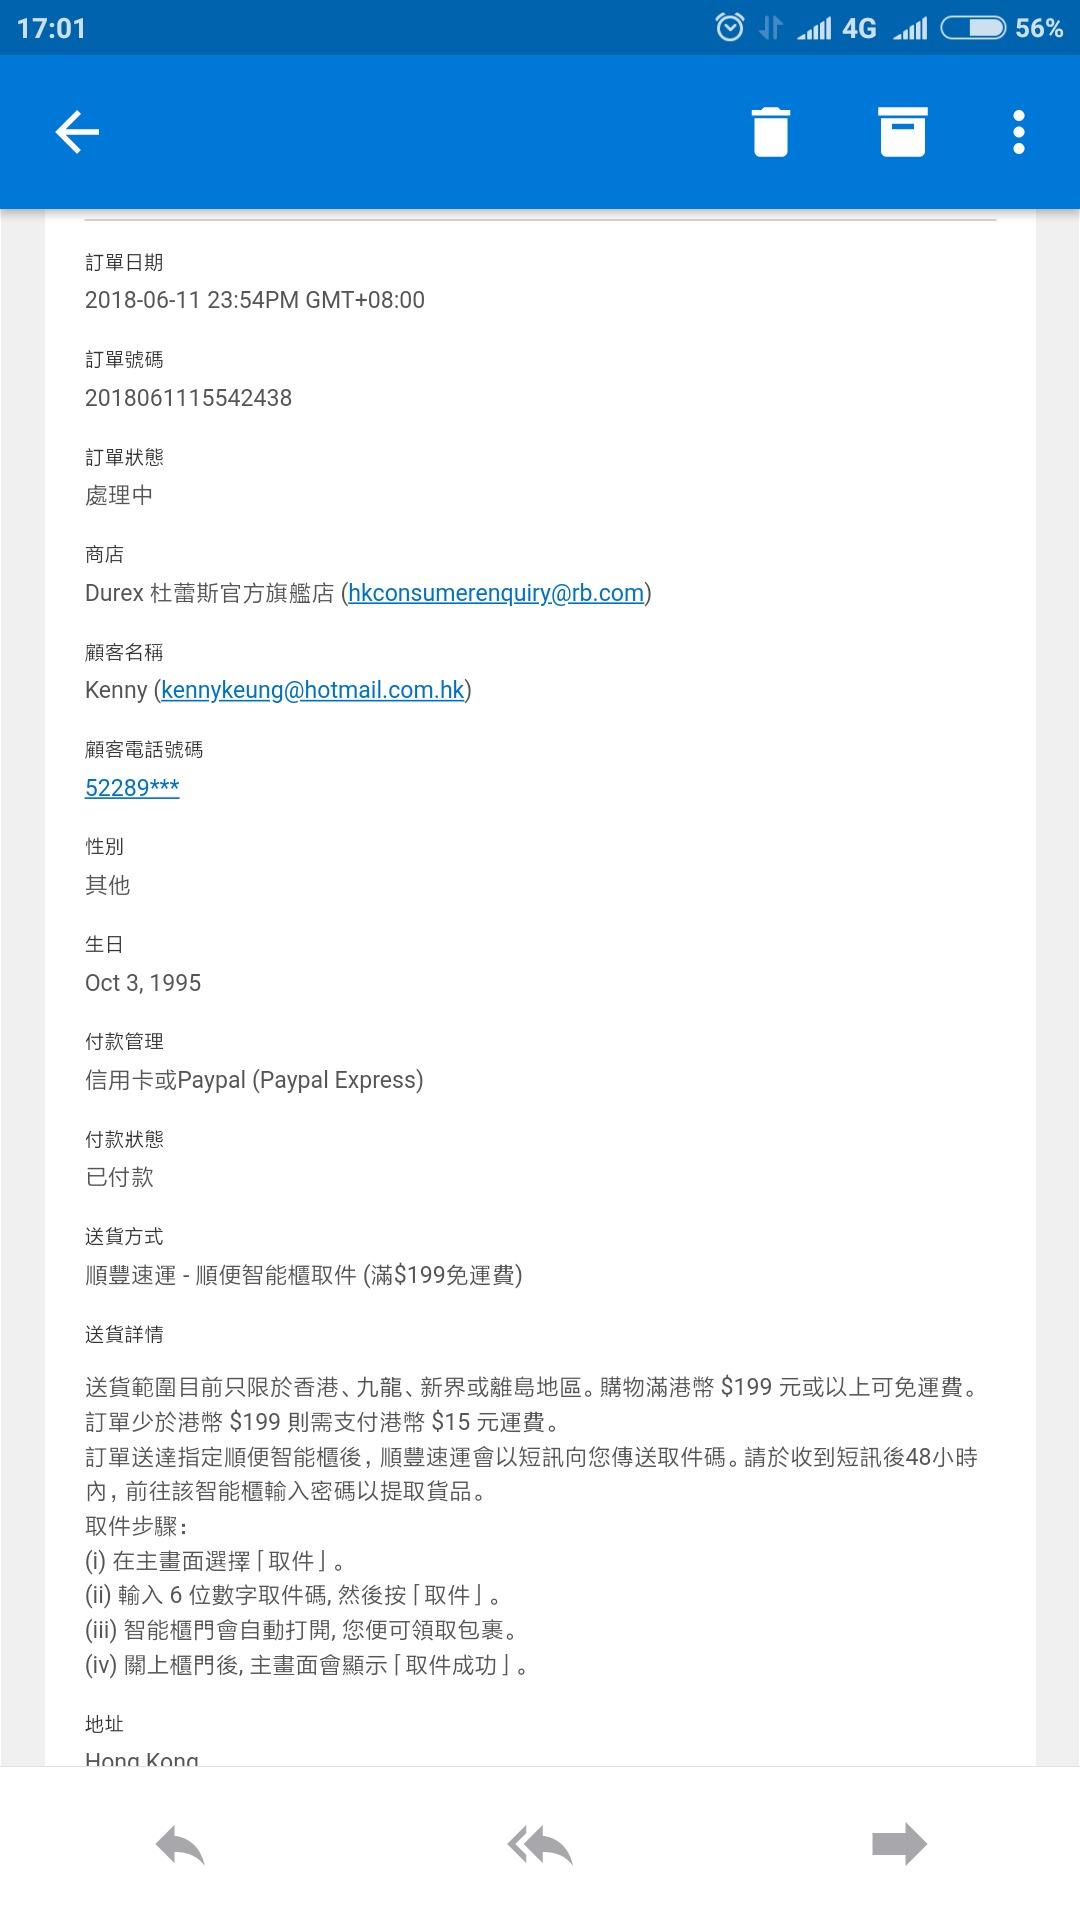 17:01
4G
56%
訂單日期
2018-06-11 23:54PM GMT+08:00
訂單號碼
2018061115542438
訂單狀態
處理中
商店
Durex 杜蕾斯官方旗艦店 (hkconsumerenquiry@rb.com)
顧客名稱
Kenny (kennykeung@hotmail.com.hk)
顧客電話號碼
52289***
性別
其他
生日
Oct 3, 1995
付款管理
信用卡或Paypal (Paypal Express)
付款狀態
已付款
送貨方式
順豐速運 - 順便智能櫃取件 (滿$199免運費)
送貨詳情
送貨範圍目前只限於香港、九龍、新界或離島地區。購物滿港幣 $199 元或以上可免運費。
訂單少於港幣 $199 則需支付港幣 $15 元運費。
訂單送達指定順便智能櫃後，順豐速運會以短訊向您傳送取件碼。請於收到短訊後48小時
內，前往該智能櫃輸入密碼以提取貨品。
取件步驟：
(i) 在主畫面選擇「取件」。
(ii) 輸入 6 位數字取件碼, 然後按「取件」。
(iii) 智能櫃門會自動打開, 您便可領取包裹。
(iv) 關上櫃門後, 主畫面會顯示「取件成功」。
地址
Hong Kong